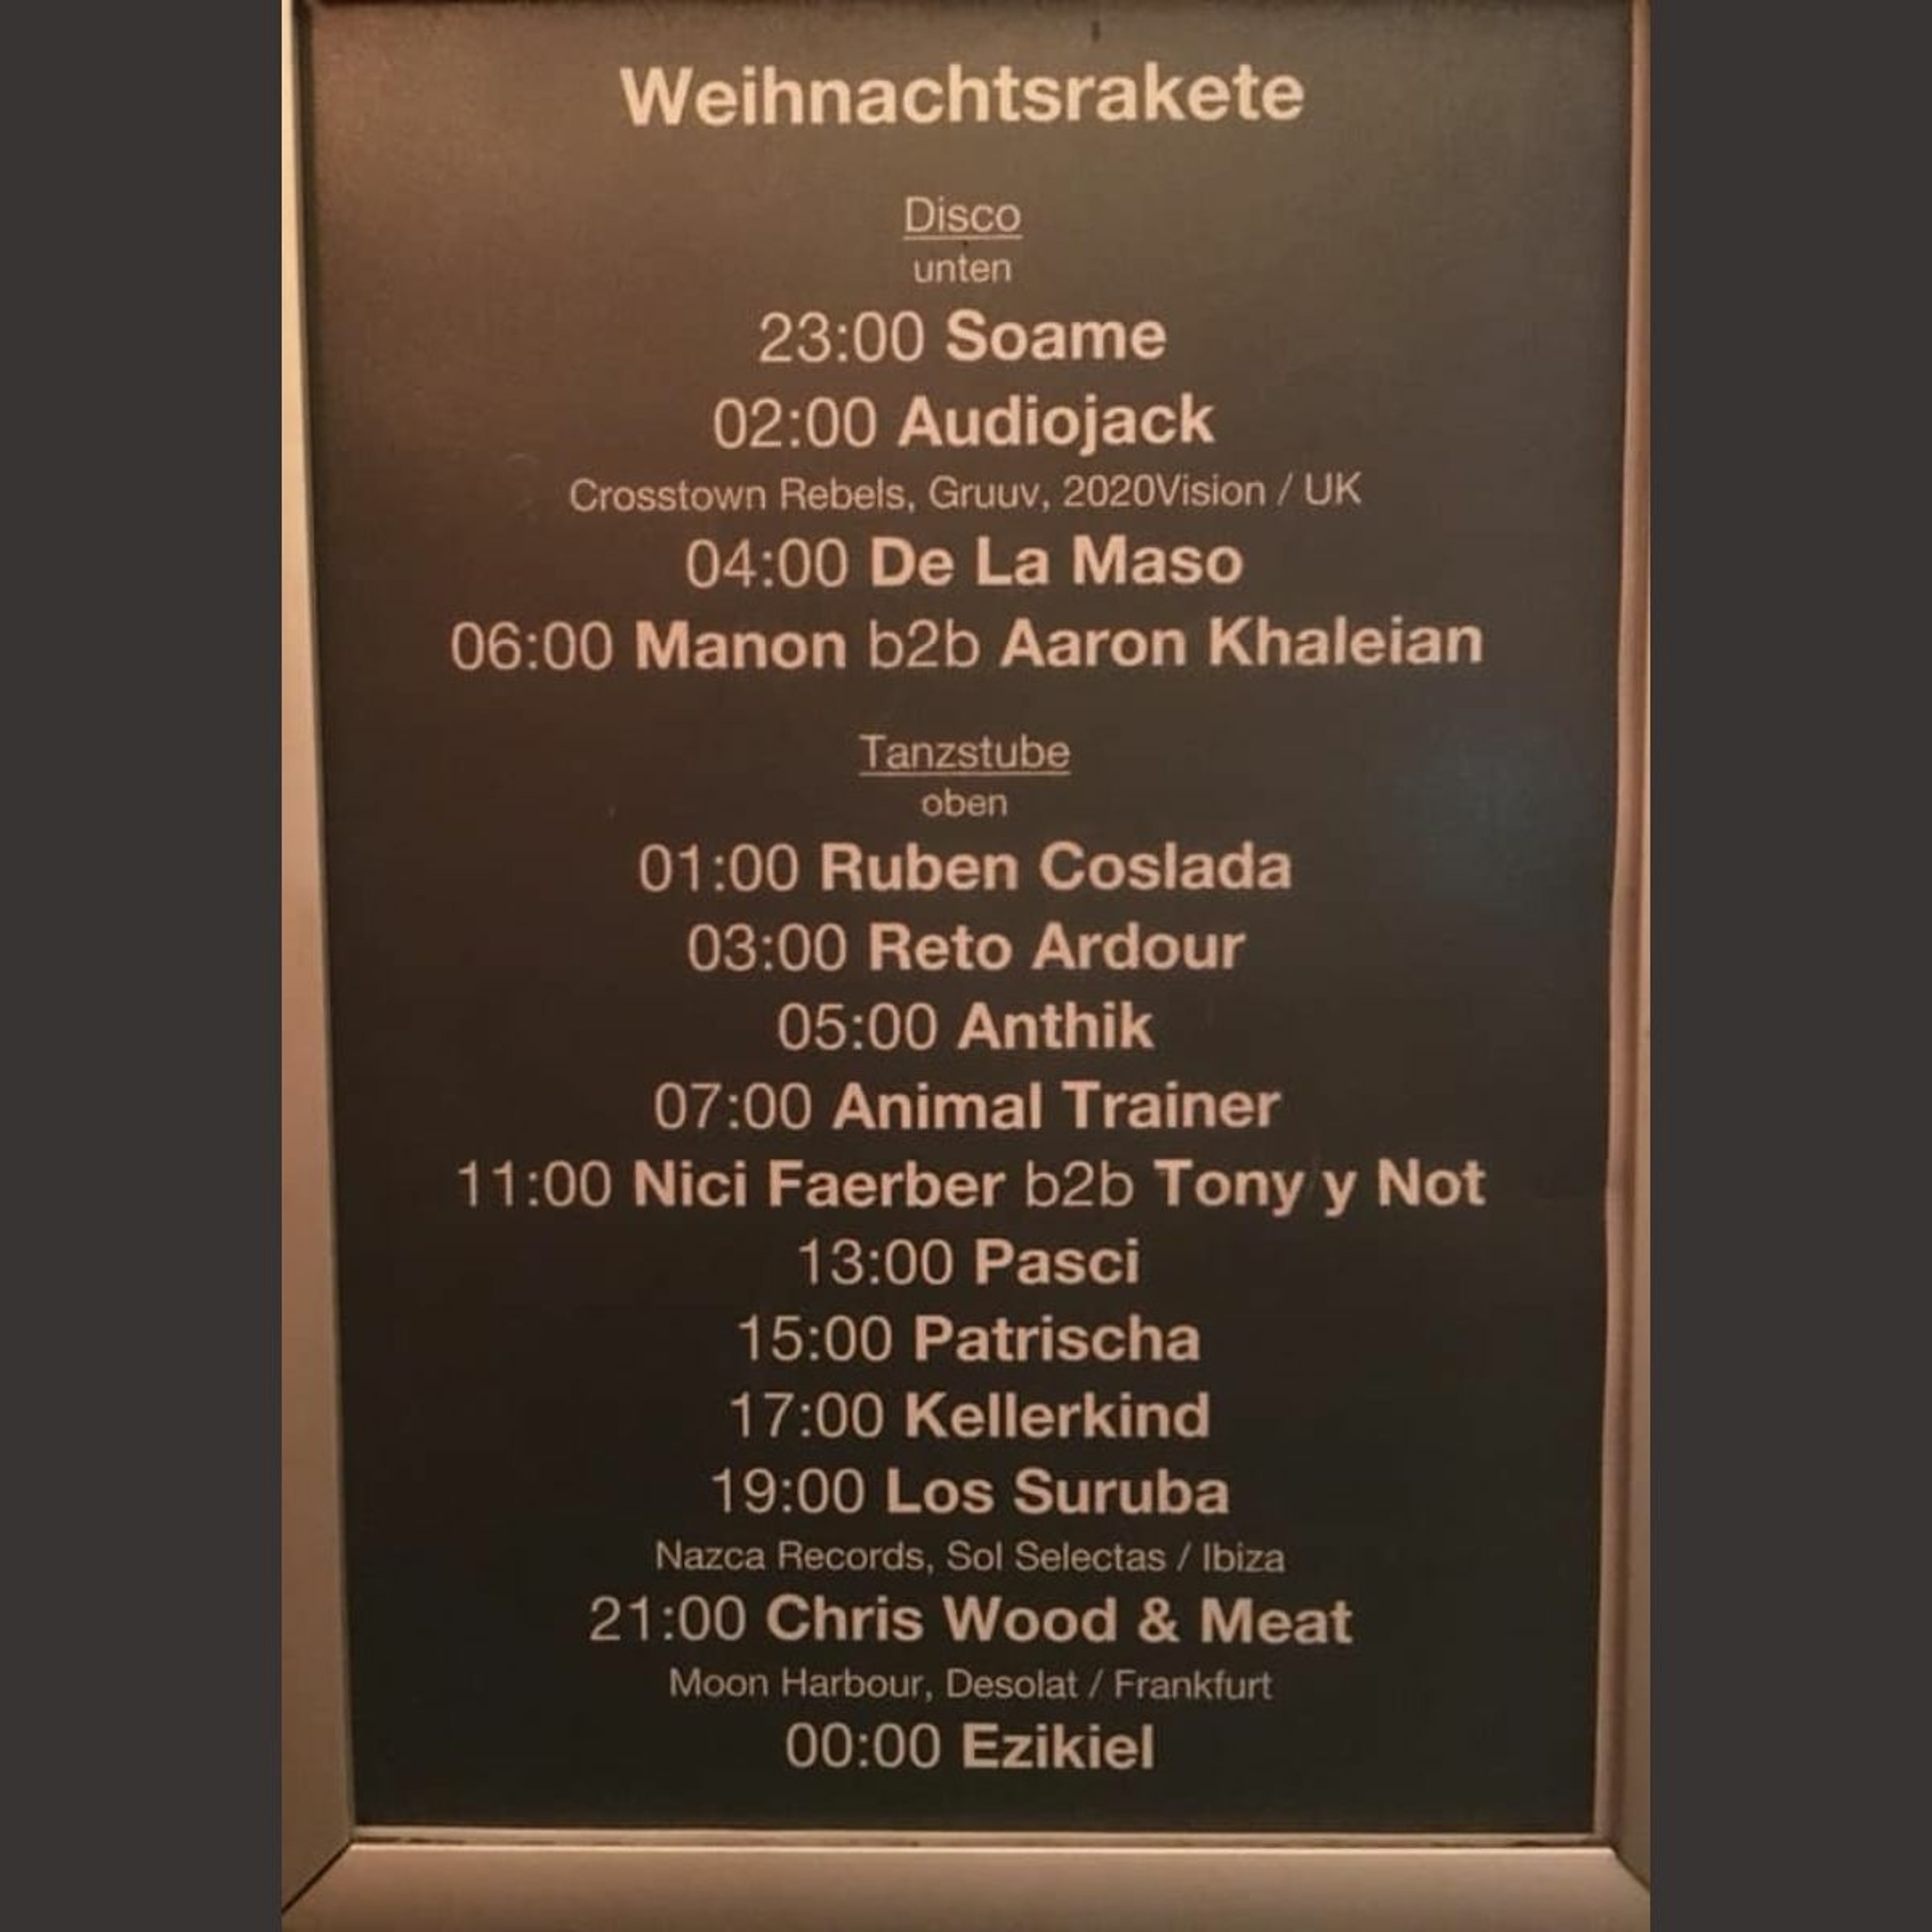 Weihnachtsrakete
Disco
unten
23:00 Soame
02:00 Audiojack
Crosstown Rebels, Gruuv, 2020Vision / UK
04:00 De La Maso
06:00 Manon b2b Aaron Khaleian
Tanzstube
oben
01:00 Ruben Coslada
03:00 Reto Ardour
05:00 Anthik
07:00 Animal Trainer
11:00 Nici Faerber b2b Tony y Not
13:00 Pasci
15:00 Patrischa
17:00 Kellerkind
19:00 Los Suruba
Nazca Records, Sol Selectas / Ibiza
21:00 Chris Wood & Meat
Moon Harbour, Desolat / Frankfurt
00:00 Ezikiel